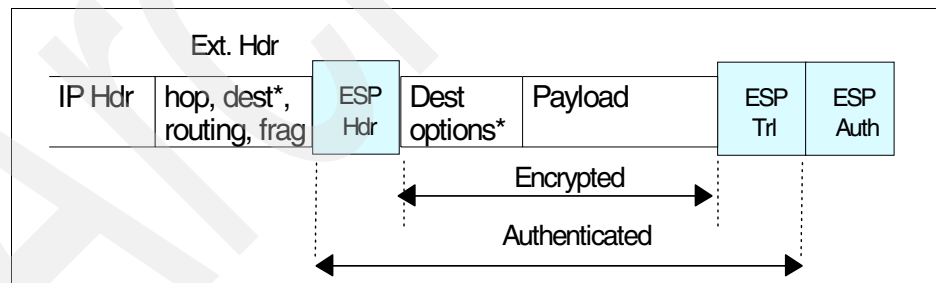 Ext. Hdr
IP Hdr hop, dest*, ESP Dest Payload ESP ESP
routing, frag Hdr options* Trl Auth
Encrypted
Authenticated